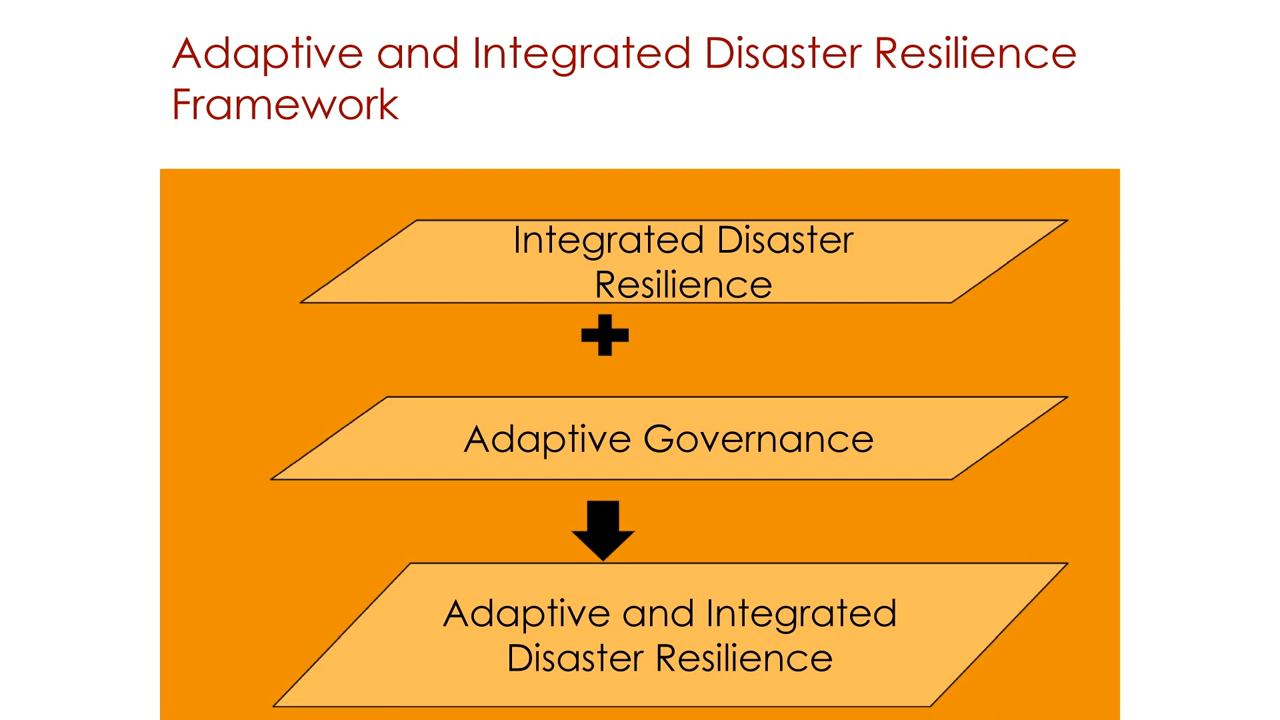 Adaptive and Integrated Disaster Resilience
Framework
Integrated Disaster
Resilience
Adaptive Governance
Adaptive and Integrated
Disaster Resilience